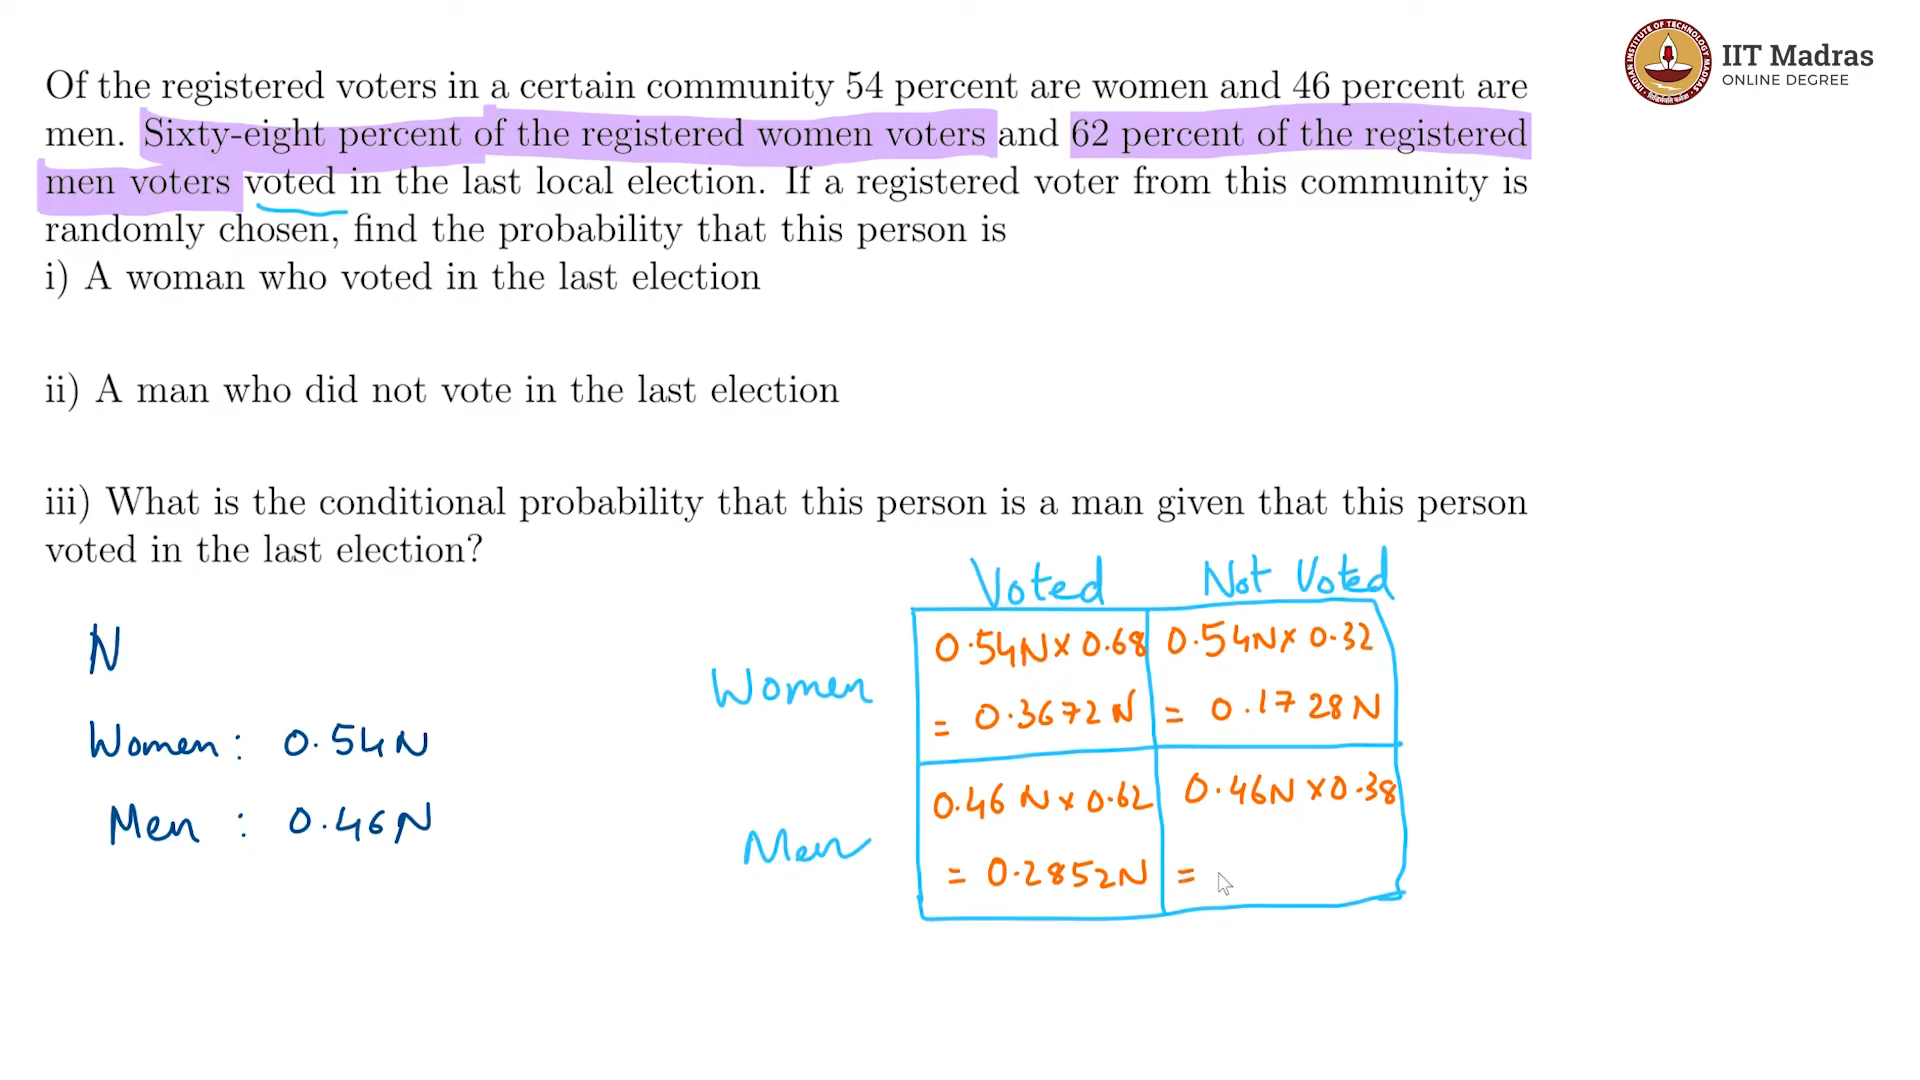 IIT Madras
ONLINE DEGREE
Of the registered voters in a certain community 54 percent are women and 46 percent are
men. Sixty-eight percent of the registered women voters and 62 percent of the registered
men voters voted in the last local election. If a registered voter from this community is
randomly chosen, find the probability that this person is
i) A woman who voted in the last election
ii) A man who did not vote in the last election
iii) What is the conditional probability that this person is a man given that this person
voted in the last election?
N
Women : 0.54N
Men : 0.46N
Voted Not Voted
Women
0.54N x 0.68 0.54N x 0.32
= 0.3672N = 0.1728N
Men
0.46 N x 0.62 0.46N x 0.38
= 0.2852N =